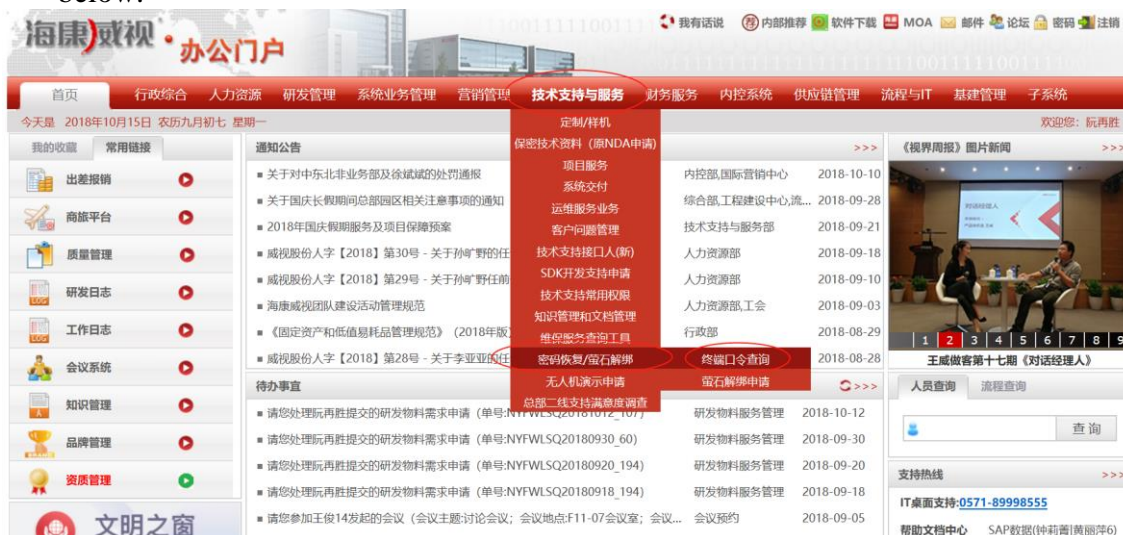 below.
海康威视·办公门户
我有话说 内部推荐 软件下载 MOA 邮件 论坛 密码 注销
首页 行政综合 人力资源 研发管理 系统业务管理 营销管理 技术支持与服务 财务服务 内控系统 供应链管理 流程与IT 基建管理 子系统
今天是 2018年10月15日 农历九月初七 星期一 欢迎您：阮再胜
我的收藏 常用链接
出差报销
商旅平台
质量管理
研发日志
工作日志
会议系统
知识管理
品牌管理
资质管理
文明之窗
通知公告 >>>
关于对中东北非业务部及徐斌斌的处罚通报 内控部,国际营销中心 2018-10-10
关于国庆长假期间总部园区相关注意事项的通知 综合部,工程建设中心,流... 2018-09-28
2018年国庆假期服务及项目保障预案 技术支持与服务部 2018-09-21
威视股份人字【2018】第30号 - 关于孙旷野的任 人力资源部 2018-09-18
威视股份人字【2018】第29号 - 关于孙旷野任前 人力资源部 2018-09-10
海康威视团队建设活动管理规范 人力资源部,工会 2018-09-03
《固定资产和低值易耗品管理规范》（2018年版） 行政部 2018-08-29
威视股份人字【2018】第28号 - 关于李亚亚的任 2018-08-28
定制/样机
保密技术资料（原NDA申请)
项目服务
系统交付
运维服务业务
客户问题管理
技术支持接口人(新)
SDK开发支持申请
技术支持常用权限
知识管理和文档管理
维保服务查询工具
密码恢复/萤石解绑 终端口令查询
无人机演示申请 萤石解绑申请
总部二线支持满意度调查
待办事宜 >>>
请您处理阮再胜提交的研发物料需求申请（单号:NYFWLSQ20181012_107） 研发物料服务管理 2018-10-12
请您处理阮再胜提交的研发物料需求申请（单号:NYFWLSQ20180930_60） 研发物料服务管理 2018-09-30
请您处理阮再胜提交的研发物料需求申请（单号:NYFWLSQ20180920_194） 研发物料服务管理 2018-09-20
请您处理阮再胜提交的研发物料需求申请（单号:NYFWLSQ20180918_194） 研发物料服务管理 2018-09-18
请您参加王俊14发起的会议（会议主题:讨论会议；会议地点:F11-07会议室；会议... 会议预约 2018-09-05
《视界周报》图片新闻 >>>
对话经理人
1 2 3 4 5 6 7 8 9
王威做客第十七期《对话经理人》
人员查询 流程查询
查询
支持热线 >>>
IT桌面支持:0571-89998555
帮助文档中心 SAP数据(钟莉菁|黄丽萍6)